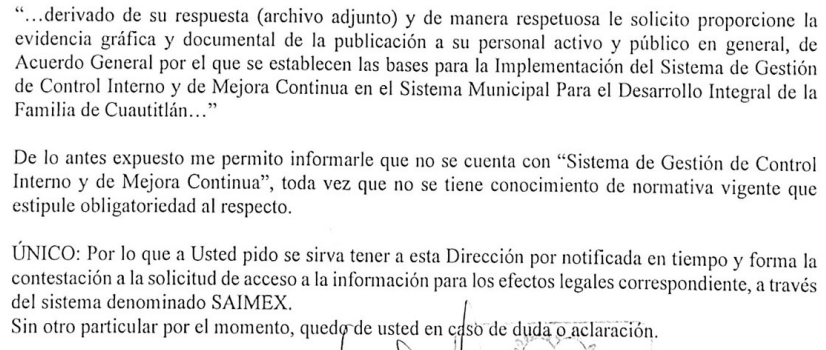 “…derivado de su respuesta (archivo adjunto) y de manera respetuosa le solicito proporcione la
evidencia gráfica y documental de la publicación a su personal activo y público en general, de
Acuerdo General por el que se establecen las bases para la Implementación del Sistema de Gestión
de Control Interno y de Mejora Continua en el Sistema Municipal Para el Desarrollo Integral de la
Familia de Cuautitlán…”
De lo antes expuesto me permito informarle que no se cuenta con “Sistema de Gestión de Control
Interno y de Mejora Continua”, toda vez que no se tiene conocimiento de normativa vigente que
estipule obligatoriedad al respecto.
ÚNICO: Por lo que a Usted pido se sirva tener a esta Dirección por notificada en tiempo y forma la
contestación a la solicitud de acceso a la información para los efectos legales correspondiente, a través
del sistema denominado SAIMEX.
Sin otro particular por el momento, quedo de usted en caso de duda o aclaración.